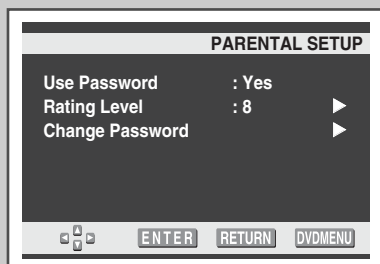 PARENTAL SETUP
Use Password : Yes
Rating Level : 8
Change Password
ENTER RETURN DVDMENU